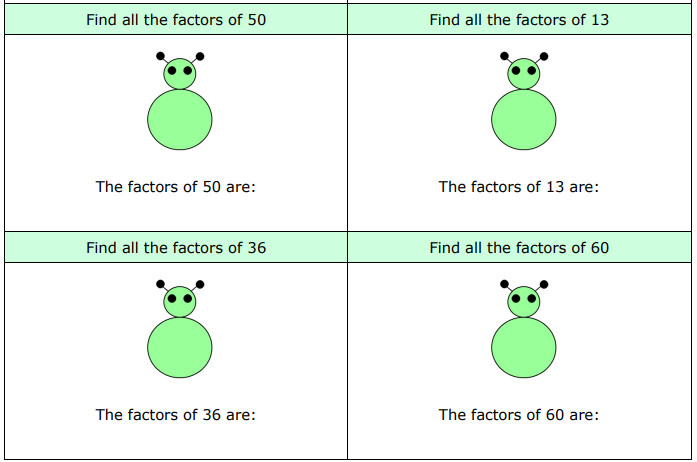 Find all the factors of 50
Find all the factors of 13
The factors of 50 are:
The factors of 13 are:
Find all the factors of 36
Find all the factors of 60
The factors of 36 are:
The factors of 60 are: